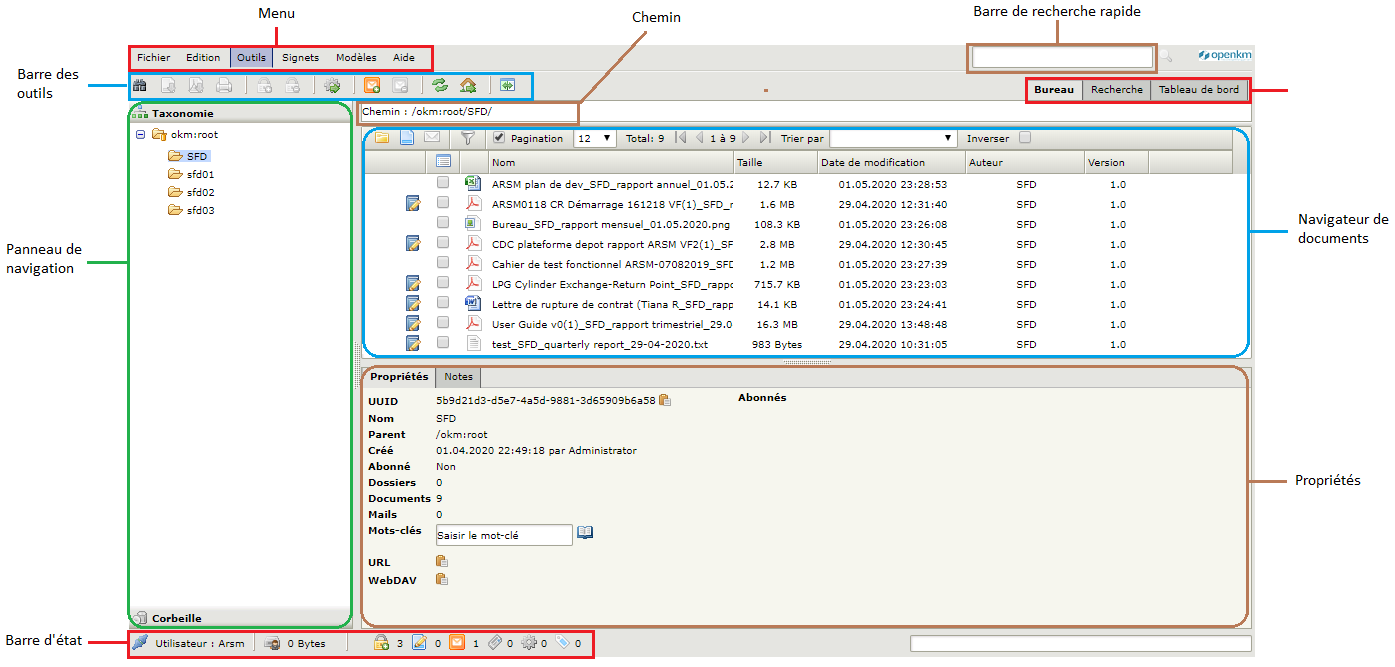 Menu
Chemin
Barre de recherche rapide
Fichier Edition Outils Signets Modèles Aide
openkm
Barre des outils
Bureau Recherche Tableau de bord
Taxonomie
Chemin : /okm:root/SFD/
okm:root
SFD
sfd01
sfd02
sfd03
Pagination 12 Total: 9 1 à 9 Trier par Inverser
Nom Taille Date de modification Auteur Version
ARSM plan de dev_SFD_rapport annuel_01.05.2 12.7 KB 01.05.2020 23:28:53 SFD 1.0
ARSM0118 CR Démarrage 161218 VF(1)_SFD_r 1.6 MB 29.04.2020 12:31:40 SFD 1.0
Bureau_SFD_rapport mensuel_01.05.2020.png 108.3 KB 01.05.2020 23:26:08 SFD 1.0
CDC plateforme depot rapport ARSM VF2(1)_SF 2.8 MB 29.04.2020 12:30:45 SFD 1.0
Cahier de test fonctionnel ARSM-07082019_SFD 1.2 MB 01.05.2020 23:27:39 SFD 1.0
LPG Cylinder Exchange-Return Point_SFD_rappo 715.7 KB 01.05.2020 23:23:03 SFD 1.0
Lettre de rupture de contrat (Tiana R_SFD_rapp 14.1 KB 01.05.2020 23:24:41 SFD 1.0
User Guide v0(1)_SFD_rapport trimestriel_29.0 16.3 MB 29.04.2020 13:48:48 SFD 1.0
test_SFD_quarterly report_29-04-2020.txt 983 Bytes 29.04.2020 10:31:05 SFD 1.0
Navigateur de documents
Panneau de navigation
Propriétés Notes
UUID 5b9d21d3-d5e7-4a5d-9881-3d65909b6a58 Abonnés
Nom SFD
Parent /okm:root
Créé 01.04.2020 22:49:18 par Administrator
Abonné Non
Dossiers 0
Documents 9
Mails 0
Mots-clés Saisir le mot-clé
URL
WebDAV
Propriétés
Corbeille
Barre d'état
Utilisateur : Arsm 0 Bytes 3 0 1 0 0 0